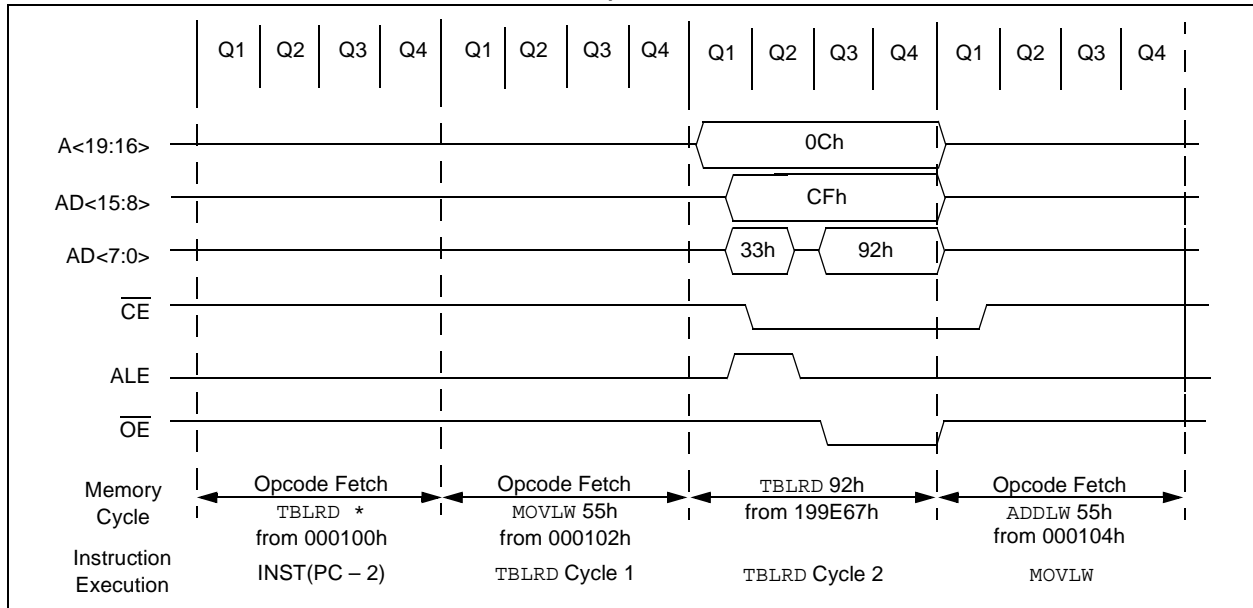 Q1 Q2 Q3 Q4 Q1 Q2 Q3 Q4 Q1 Q2 Q3 Q4 Q1 Q2 Q3 Q4
A<19:16> 0Ch
AD<15:8> CFh
AD<7:0> 33h 92h
CE
ALE
OE
Memory
Cycle
Opcode Fetch
TBLRD *
from 000100h
Opcode Fetch
MOVLW 55h
from 000102h
TBLRD 92h
from 199E67h
Opcode Fetch
ADDLW 55h
from 000104h
Instruction
Execution
INST(PC – 2)
TBLRD Cycle 1
TBLRD Cycle 2
MOVLW